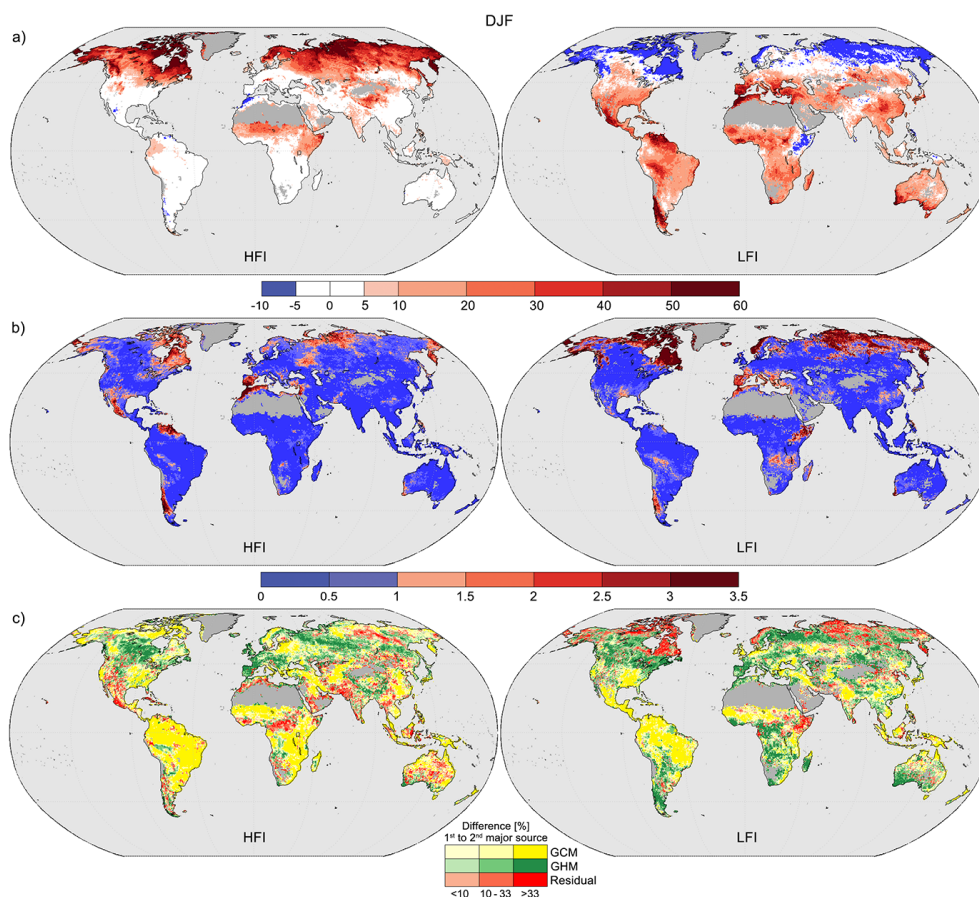 DJF
a)
HFI
LFI
-10 -5 0 5 10 20 30 40 50 60
b)
HFI
LFI
0 0.5 1 1.5 2 2.5 3 3.5
c)
HFI
LFI
Difference [%]
1st to 2nd major source
GCM
GHM
Residual
<10 10 - 33 >33